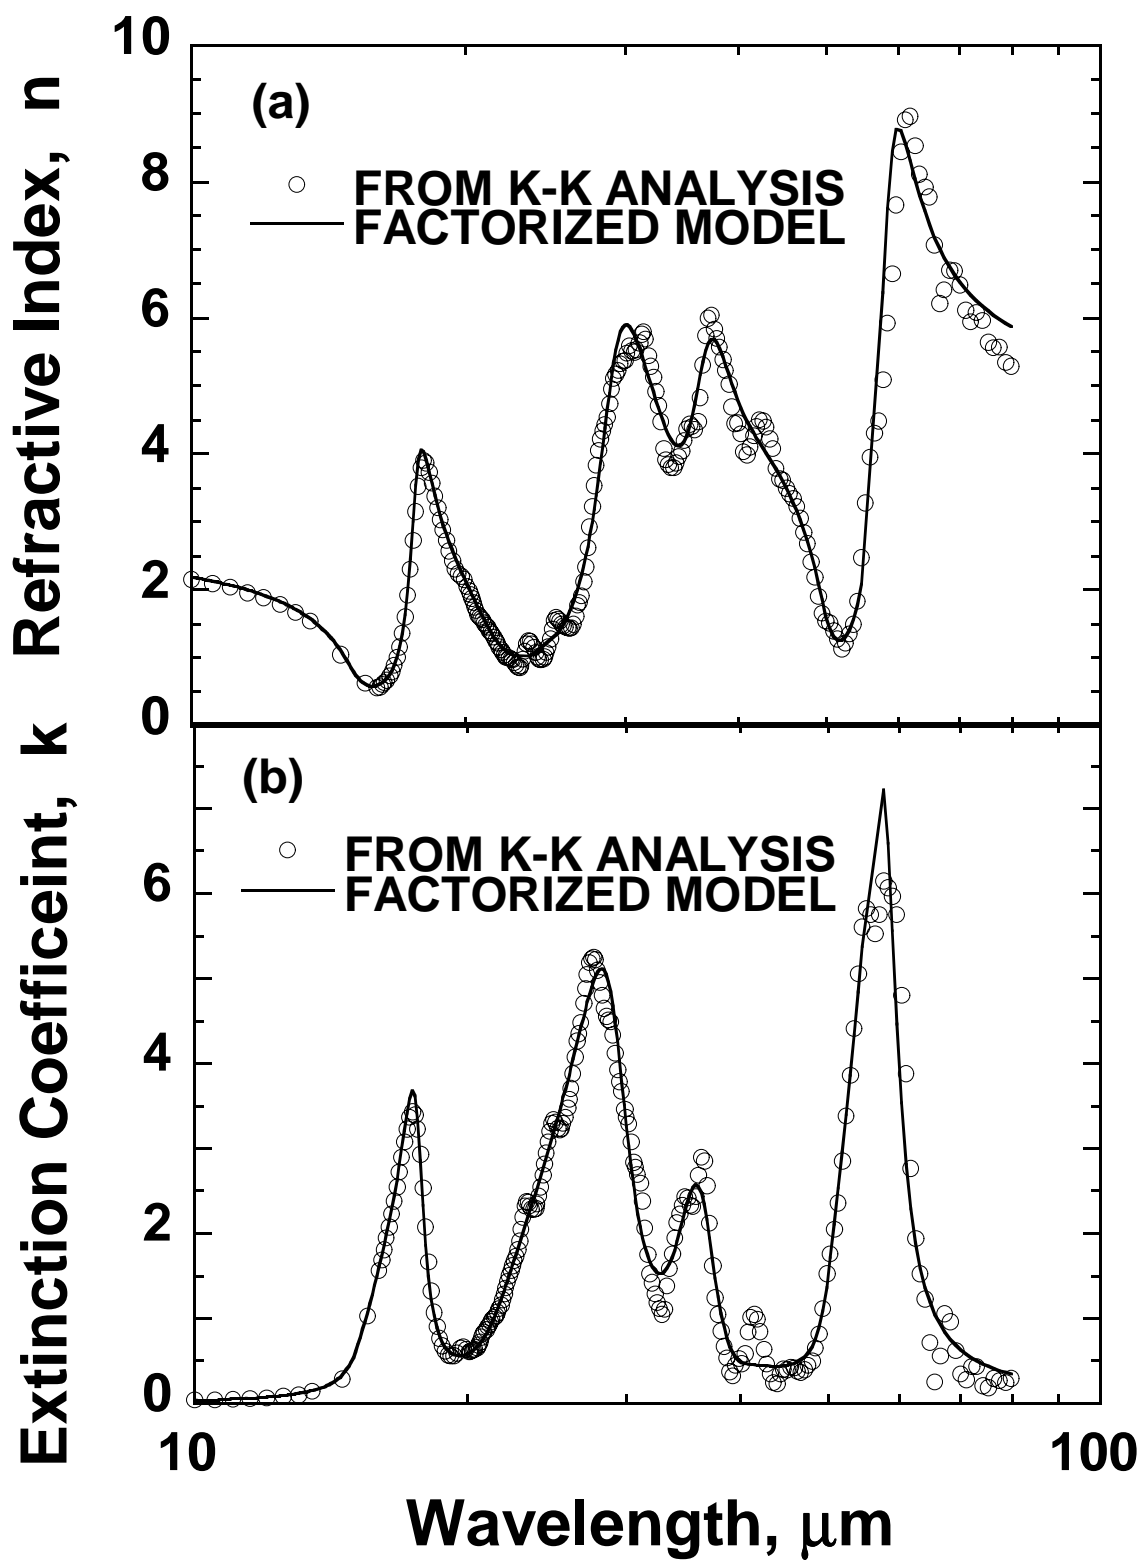 10
(a)
FROM K-K ANALYSIS
FACTORIZED MODEL
8
6
4
2
0
Refractive Index, n
(b)
FROM K-K ANALYSIS
FACTORIZED MODEL
6
4
2
0
Extinction Coefficeint, k
10
100
Wavelength, μm